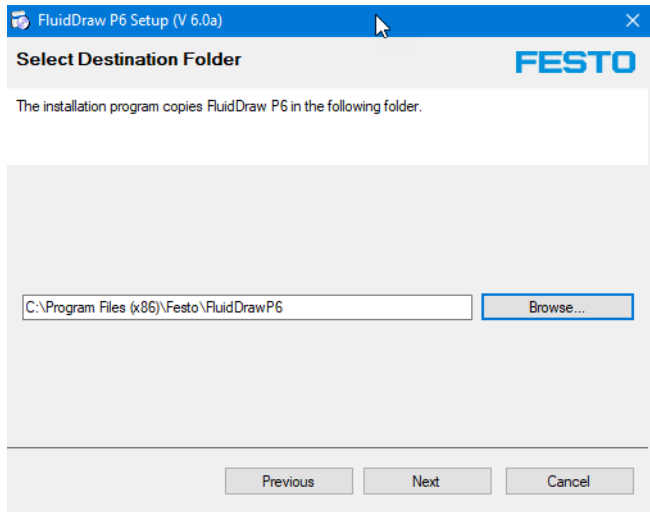 FluidDraw P6 Setup (V 6.0a)
Select Destination Folder
FESTO
The installation program copies FluidDraw P6 in the following folder.
C:\Program Files (x86)\Festo\FluidDrawP6
Browse...
Previous
Next
Cancel